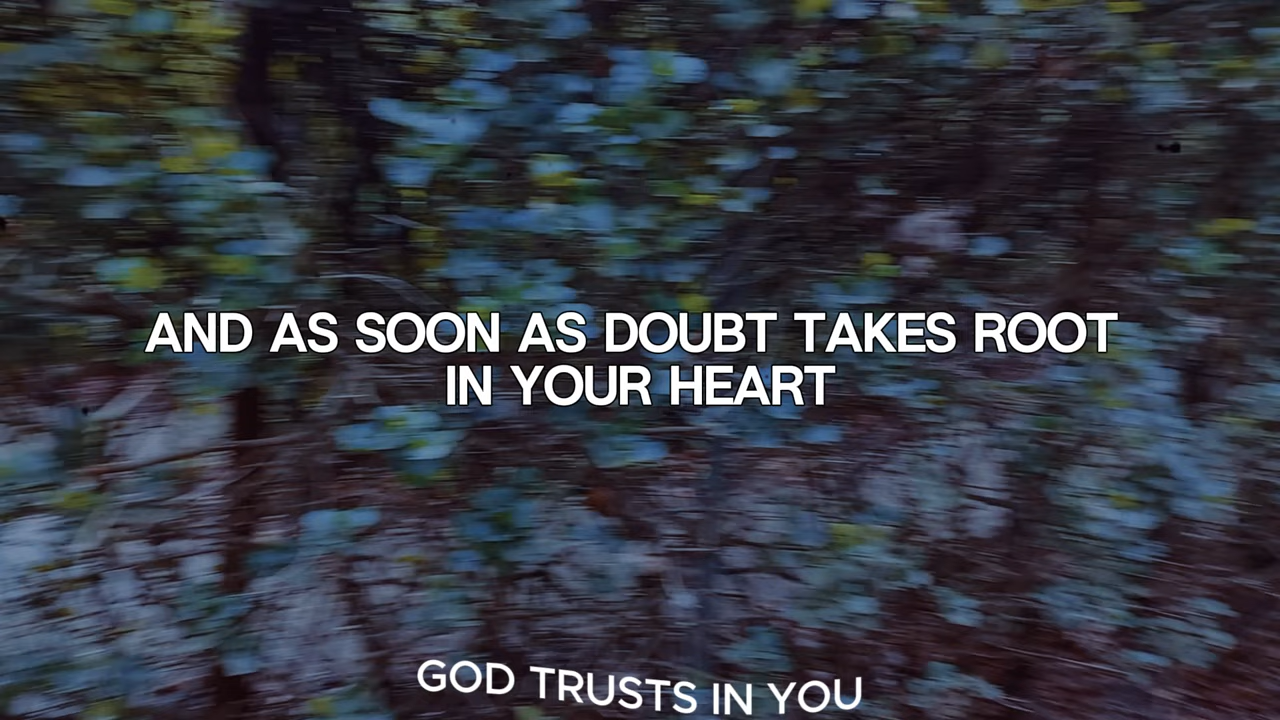 AND AS SOON AS DOUBT TAKES ROOT
IN YOUR HEART
GOD TRUSTS IN YOU